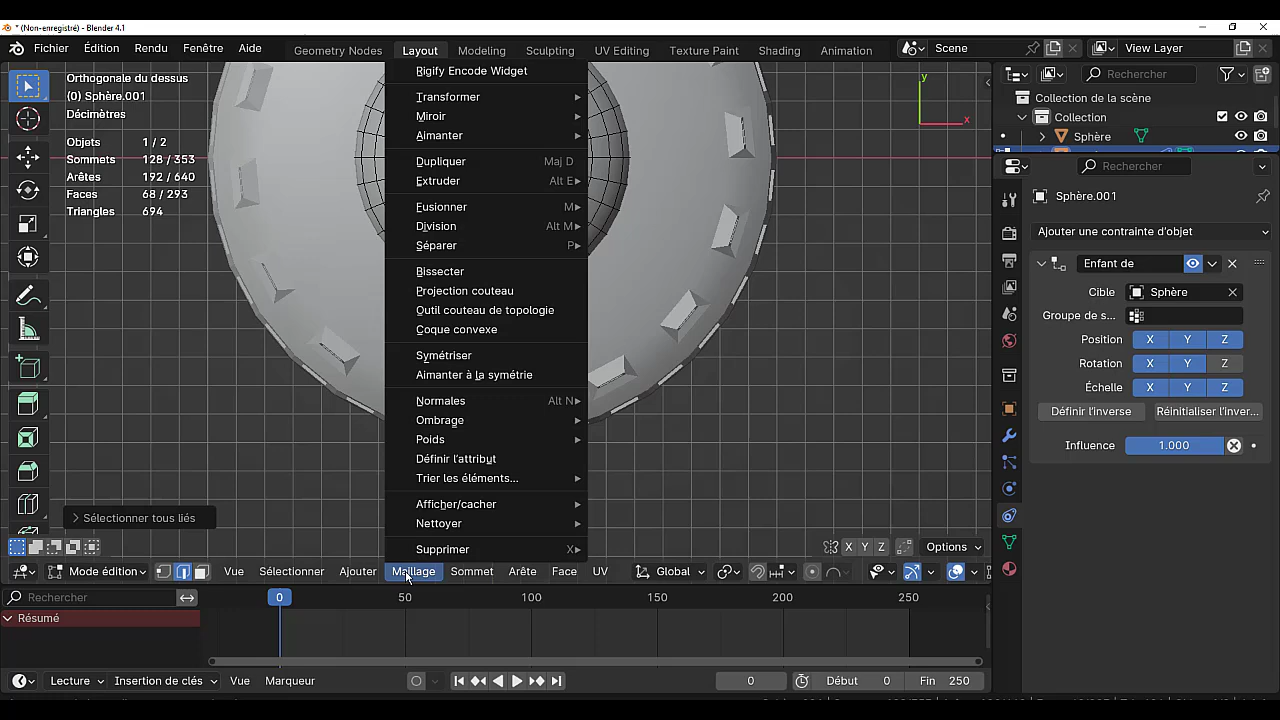 * (Non-enregistré) - Blender 4.1
Fichier Édition Rendu Fenêtre Aide Geometry Nodes Layout Modeling Sculpting UV Editing Texture Paint Shading Animation Scene View Layer
Orthogonale du dessus
(0) Sphère.001
Décimètres
Objets 1 / 2
Sommets 128 / 353
Arêtes 192 / 640
Faces 68 / 293
Triangles 694
Rigify Encode Widget
Transformer
Miroir
Aimanter
Dupliquer Maj D
Extruder Alt E
Fusionner M
Division Alt M
Séparer P
Bissecter
Projection couteau
Outil couteau de topologie
Coque convexe
Symétriser
Aimanter à la symétrie
Normales Alt N
Ombrage
Poids
Définir l'attribut
Trier les éléments...
Afficher/cacher
Nettoyer
Supprimer X
y
x
Rechercher
Collection de la scène
Collection
Sphère
Rechercher
Sphère.001
Ajouter une contrainte d'objet
Enfant de
Cible Sphère
Groupe de s...
Position X Y Z
Rotation X Y Z
Échelle X Y Z
Définir l'inverse Réinitialiser l'inver...
Influence 1.000
Sélectionner tous liés
X Y Z Options
Mode édition Vue Sélectionner Ajouter Maillage Sommet Arête Face UV Global
Rechercher 0 50 100 150 200 250
Résumé
Lecture Insertion de clés Vue Marqueur 0 Début 0 Fin 250